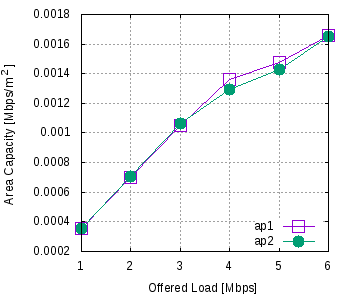 0.0018
0.0016
0.0014
0.0012
0.001
0.0008
0.0006
0.0004
0.0002
Area Capacity [Mbps/m²]
ap1
ap2
1 2 3 4 5 6
Offered Load [Mbps]